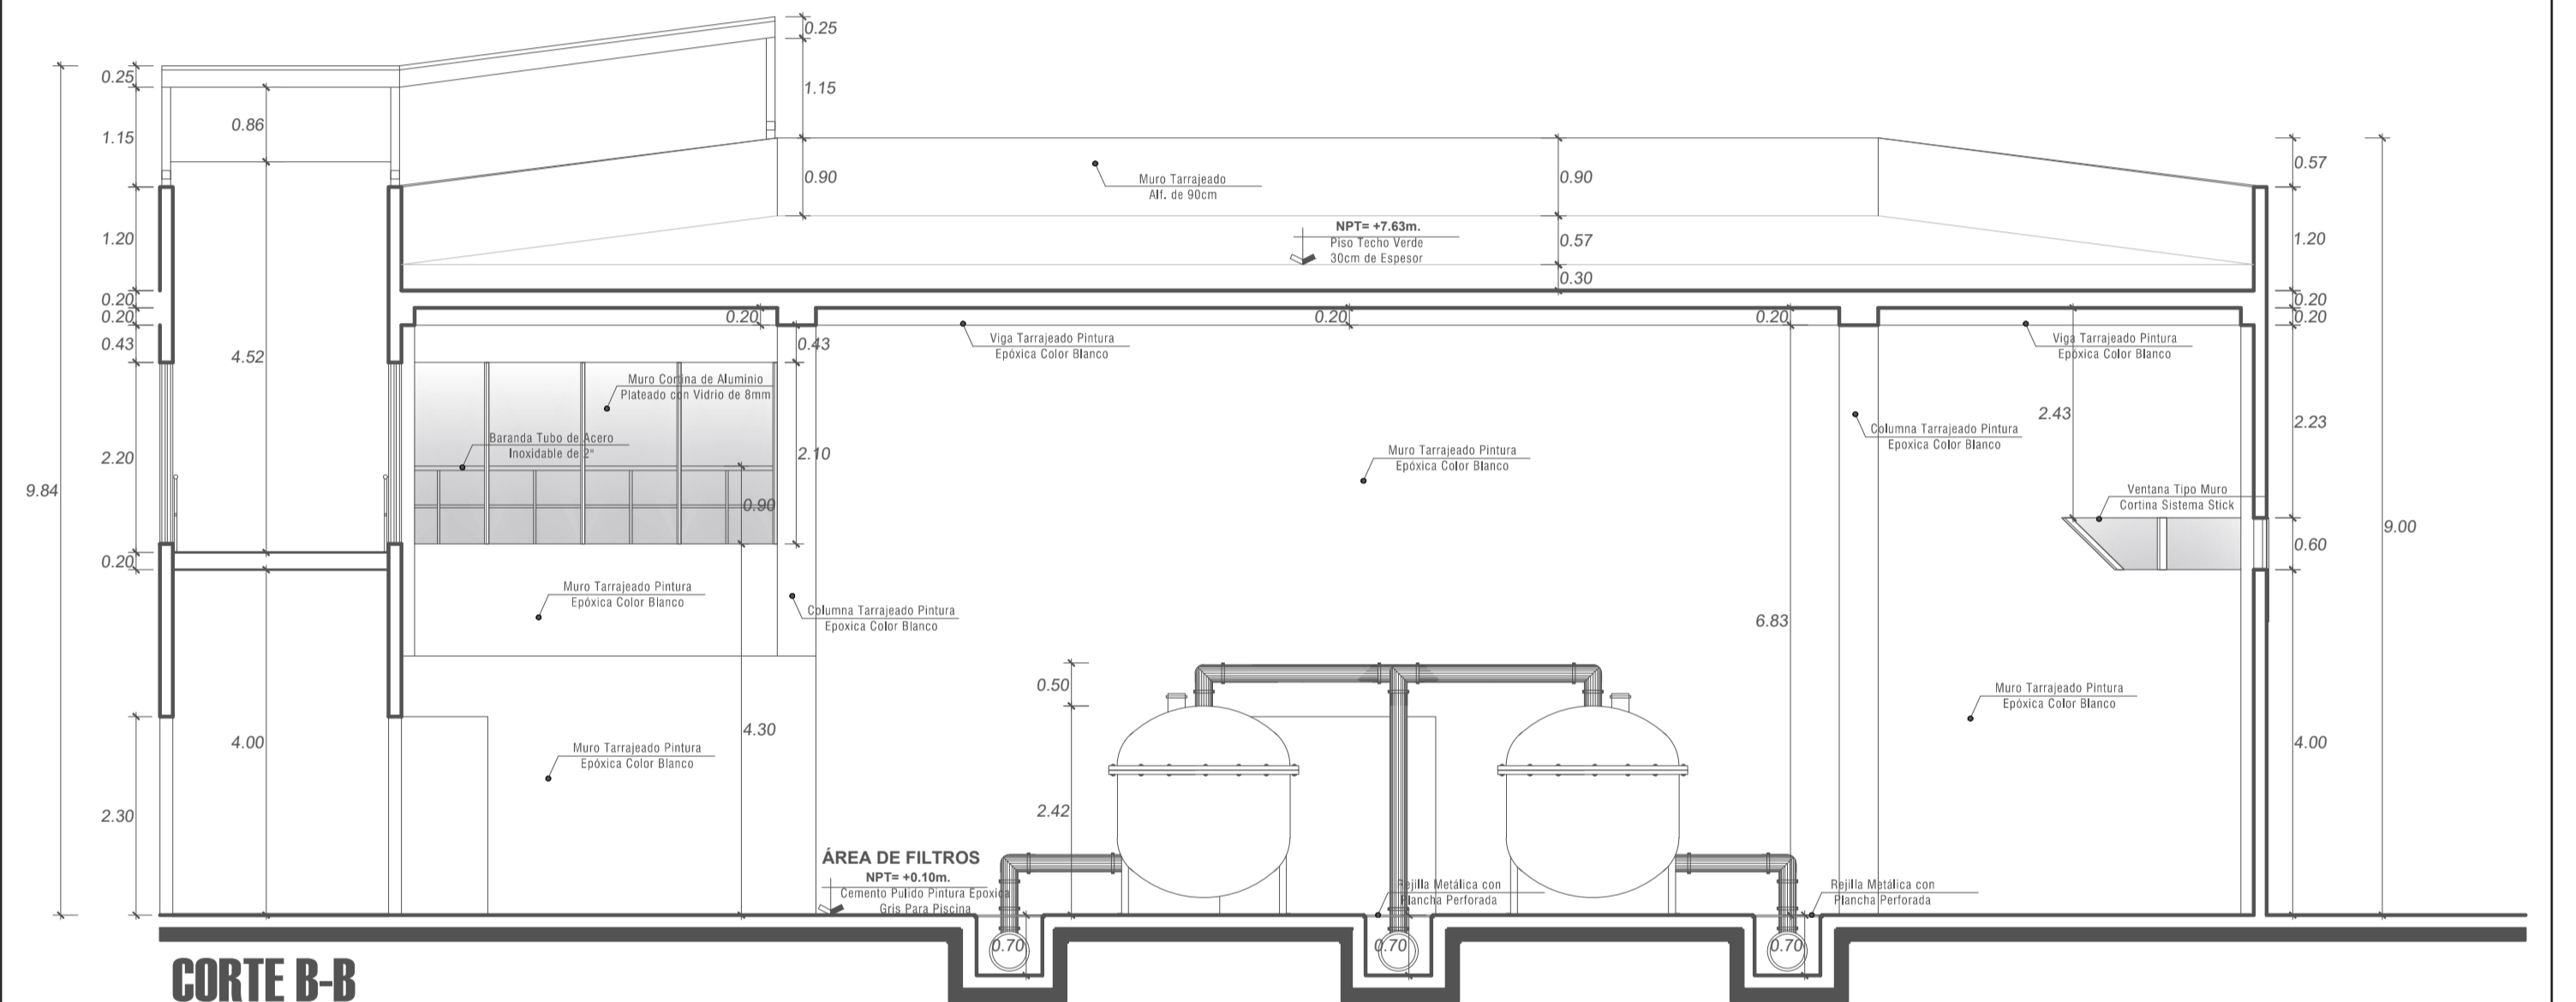 0.25
0.25
1.15
0.86
1.15
0.90
0.90
0.57
Muro Tarrajeado
Alf. de 90cm
1.20
NPT= +7.63m.
Piso Techo Verde
30cm de Espesor
0.57
0.30
1.20
0.20
0.20
0.20
0.20
0.20
0.20
0.20
0.43
4.52
0.43
Viga Tarrajeado Pintura
Epóxica Color Blanco
Viga Tarrajeado Pintura
Epóxica Color Blanco
Muro Cortina de Aluminio
Plateado con Vidrio de 8mm
2.43
2.23
Columna Tarrajeado Pintura
Epoxica Color Blanco
Baranda Tubo de Acero
Inoxidable de 2"
2.10
Muro Tarrajeado Pintura
Epóxica Color Blanco
2.20
9.84
0.90
Ventana Tipo Muro
Cortina Sistema Stick
9.00
0.60
0.20
Muro Tarrajeado Pintura
Epóxica Color Blanco
Columna Tarrajeado Pintura
Epoxica Color Blanco
6.83
0.50
Muro Tarrajeado Pintura
Epóxica Color Blanco
4.00
4.30
4.00
Muro Tarrajeado Pintura
Epóxica Color Blanco
2.30
2.42
ÁREA DE FILTROS
NPT= +0.10m.
Cemento Pulido Pintura Epoxica
Gris Para Piscina
Rejilla Metálica con
Plancha Perforada
Rejilla Metálica con
Plancha Perforada
0.70
0.70
0.70
CORTE B-B